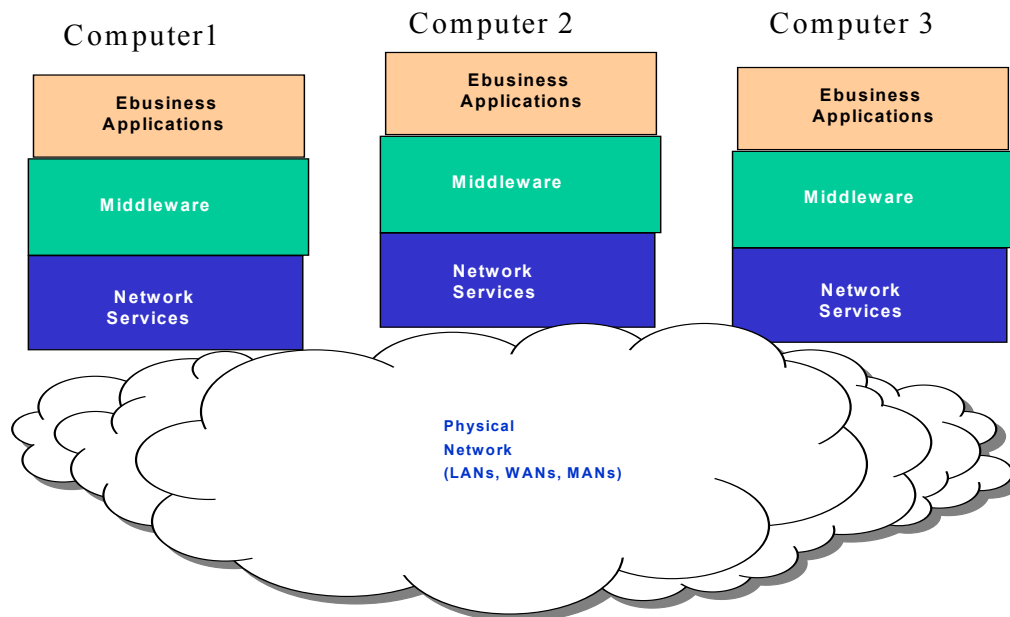 Computer1
Computer 2
Computer 3
Ebusiness
Applications
Middleware
Network
Services
Ebusiness
Applications
Middleware
Network
Services
Ebusiness
Applications
Middleware
Network
Services
Physical
Network
(LANs, WANs, MANs)